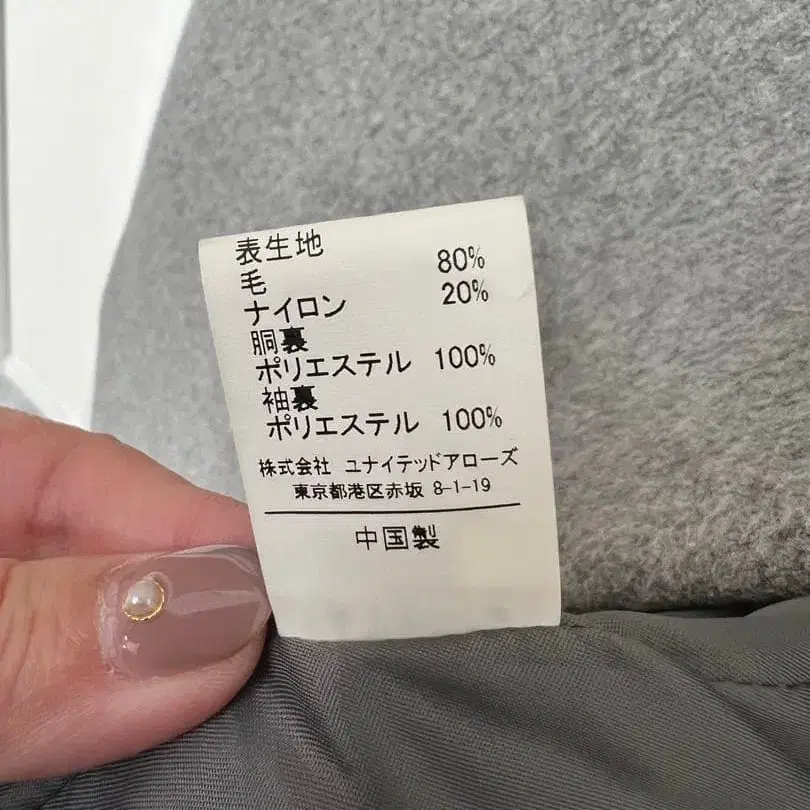 表生地
毛 80%
ナイロン 20%
胴裏
ポリエステル 100%
袖裏
ポリエステル 100%
株式会社 ユナイテッドアローズ
東京都港区赤坂 8-1-19
中国製